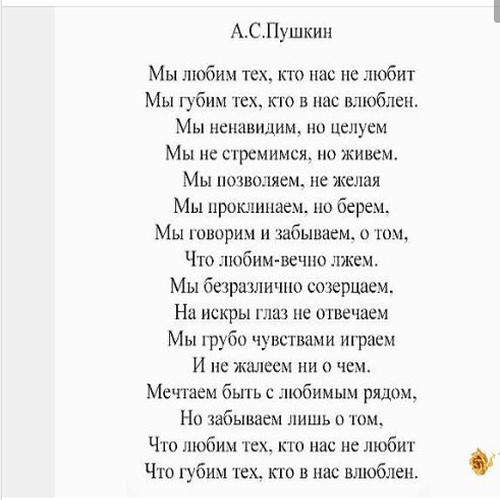 А.С.Пушкин
Мы любим тех, кто нас не любит
Мы губим тех, кто в нас влюблен.
Мы ненавидим, но целуем
Мы не стремимся, но живем.
Мы позволяем, не желая
Мы проклинаем, но берем,
Мы говорим и забываем, о том,
Что любим-вечно лжем.
Мы безразлично созерцаем,
На искры глаз не отвечаем
Мы грубо чувствами играем
И не жалеем ни о чем.
Мечтаем быть с любимым рядом,
Но забываем лишь о том,
Что любим тех, кто нас не любит
Что губим тех, кто в нас влюблен.